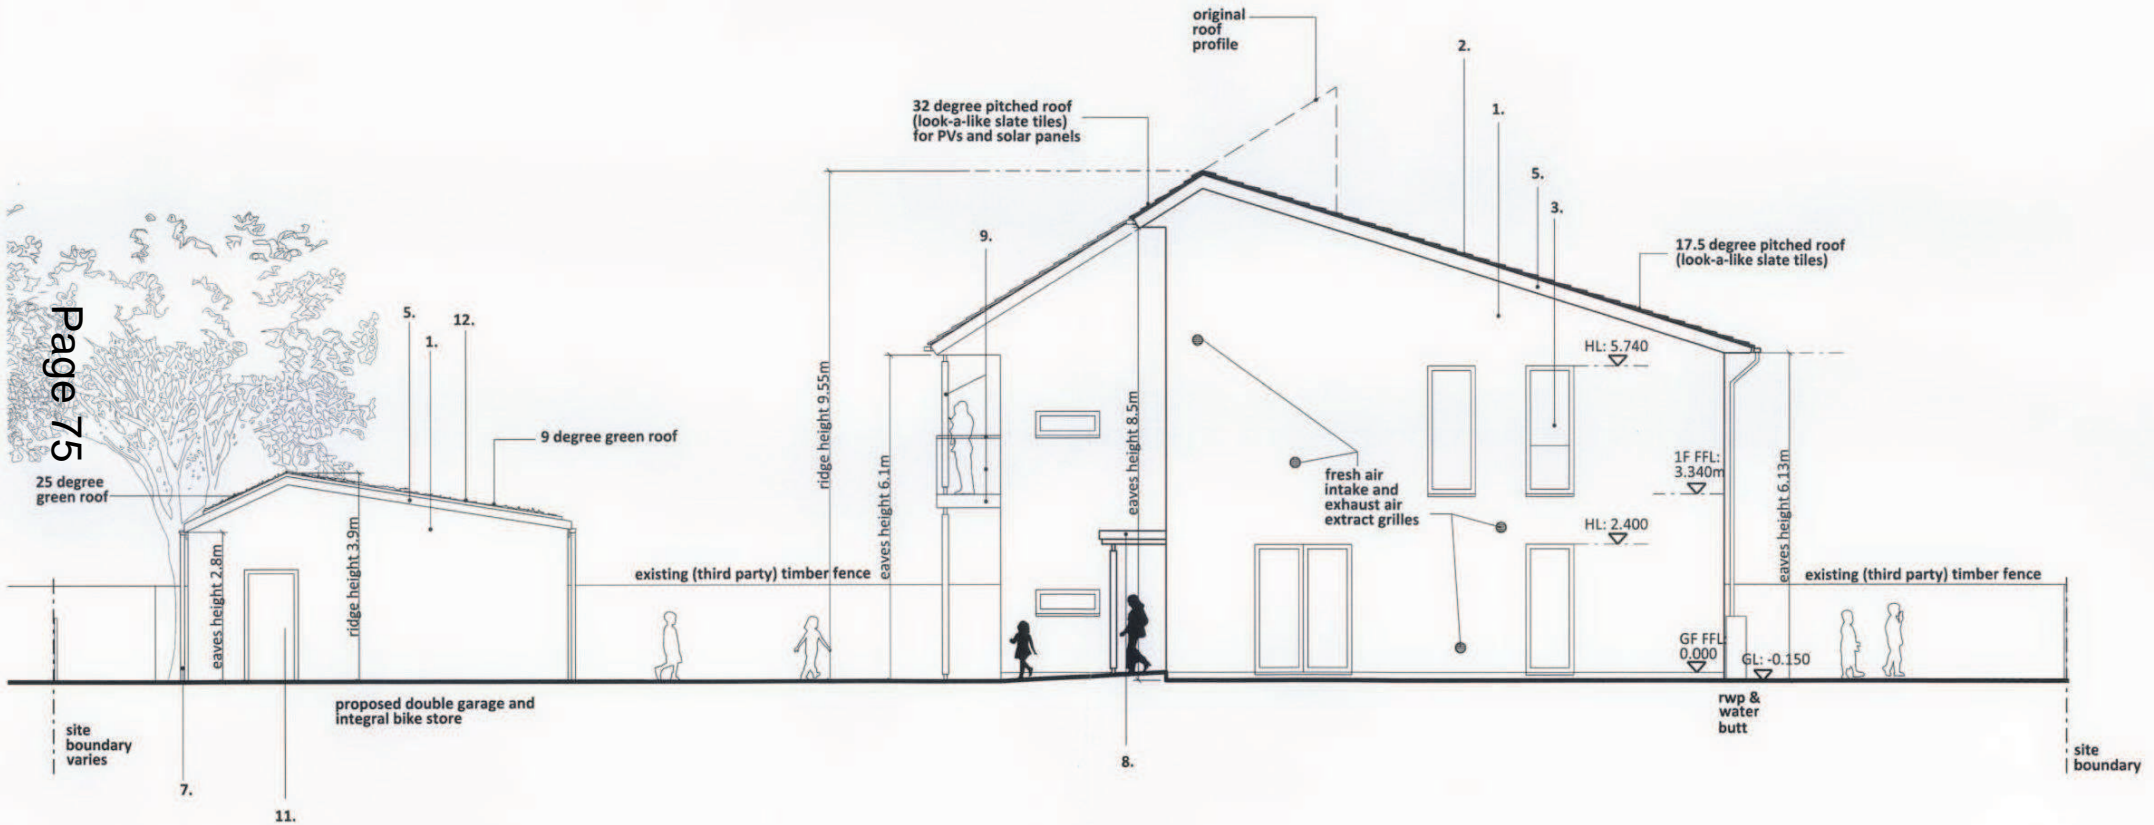 original
roof
profile
2.
32 degree pitched roof
(look-a-like slate tiles)
for PVs and solar panels
1.
5.
3.
9.
17.5 degree pitched roof
(look-a-like slate tiles)
Page 75
5.
12.
1.
HL: 5.740
ridge height 9.55m
eaves height 8.5m
9 degree green roof
25 degree
green roof
eaves height 6.1m
fresh air
intake and
exhaust air
extract grilles
1F FFL:
3.340m
eaves height 6.13m
HL: 2.400
eaves height 2.8m
ridge height 3.9m
existing (third party) timber fence
existing (third party) timber fence
GF FFL
0.000
GL: -0.150
proposed double garage and
integral bike store
rwp &
water
butt
site
boundary
varies
site
boundary
8.
7.
11.